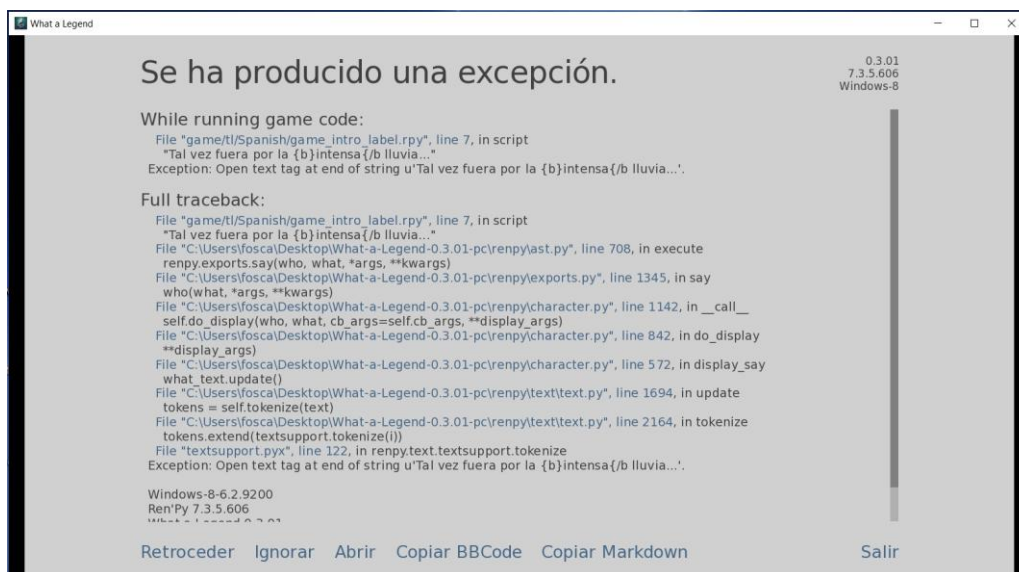 What a Legend
Se ha producido una excepción.
0.3.01
7.3.5.606
Windows-8
While running game code:
File "game/tl/Spanish/game_intro_label.rpy", line 7, in script
"Tal vez fuera por la {b}intensa{/b lluvia..."
Exception: Open text tag at end of string u'Tal vez fuera por la {b}intensa{/b lluvia...'.
Full traceback:
File "game/tl/Spanish/game_intro_label.rpy", line 7, in script
"Tal vez fuera por la {b}intensa{/b lluvia..."
File "C:\Users\fosca\Desktop\What-a-Legend-0.3.01-pc\renpy\ast.py", line 708, in execute
renpy.exports.say(who, what, *args, **kwargs)
File "C:\Users\fosca\Desktop\What-a-Legend-0.3.01-pc\renpy\exports.py", line 1345, in say
who(what, *args, **kwargs)
File "C:\Users\fosca\Desktop\What-a-Legend-0.3.01-pc\renpy\character.py", line 1142, in __call__
self.do_display(who, what, cb_args=self.cb_args, **display_args)
File "C:\Users\fosca\Desktop\What-a-Legend-0.3.01-pc\renpy\character.py", line 842, in do_display
**display_args)
File "C:\Users\fosca\Desktop\What-a-Legend-0.3.01-pc\renpy\character.py", line 572, in display_say
what_text.update()
File "C:\Users\fosca\Desktop\What-a-Legend-0.3.01-pc\renpy\text\text.py", line 1694, in update
tokens = self.tokenize(text)
File "C:\Users\fosca\Desktop\What-a-Legend-0.3.01-pc\renpy\text\text.py", line 2164, in tokenize
tokens.extend(textsupport.tokenize(i))
File "textsupport.pyx", line 122, in renpy.text.textsupport.tokenize
Exception: Open text tag at end of string u'Tal vez fuera por la {b}intensa{/b lluvia...'.
Windows-8-6.2.9200
Ren'Py 7.3.5.606
What a Legend 0.3.01
Retroceder Ignorar Abrir Copiar BBCode Copiar Markdown Salir